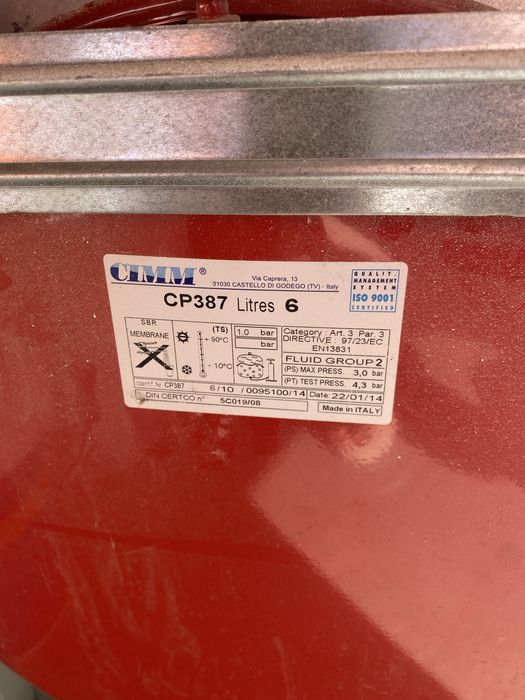 CIMM®
Via Caprera, 13
31030 CASTELLO DI GODEGO (TV) - Italy
QUALITY
MANAGEMENT
SYSTEM
ISO 9001
CERTIFIED
CP387 Litres 6
SBR
MEMBRANE
(TS)
+ 90°C
- 10°C
1.0 bar
bar
Category : Art. 3 Par. 3
DIRECTIVE : 97/23/EC
EN13831
FLUID GROUP 2
(PS) MAX PRESS. 3,0 bar
(PT) TEST PRESS. 4,3 bar
Identif. Nr. CP387 6/10 /0095100/14 Date: 22/01/14
DIN CERTCO n° 5C019/08 Made in ITALY